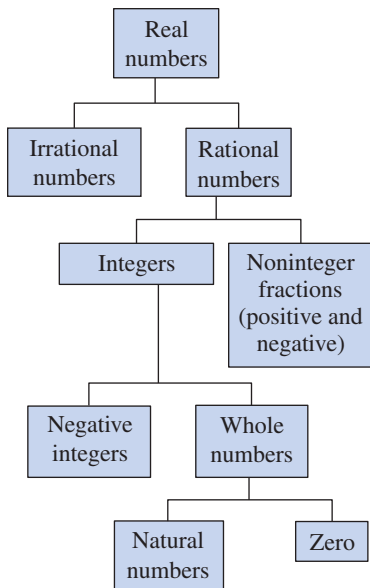 Real
numbers
Irrational
numbers
Rational
numbers
Integers
Noninteger
fractions
(positive and
negative)
Negative
integers
Whole
numbers
Natural
numbers
Zero